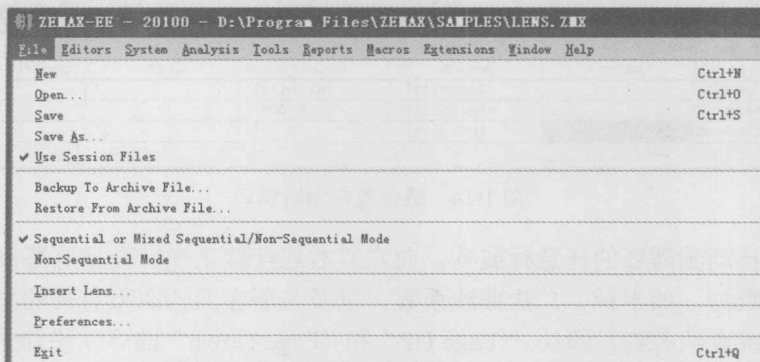 ZEMAX-EE - 20100 - D:\Program Files\ZEMAX\SAMPLES\LENS.ZMX
File Editors System Analysis Tools Reports Macros Extensions Window Help
New Ctrl+N
Open... Ctrl+O
Save Ctrl+S
Save As...
Use Session Files
Backup To Archive File...
Restore From Archive File...
Sequential or Mixed Sequential/Non-Sequential Mode
Non-Sequential Mode
Insert Lens...
Preferences...
Exit Ctrl+Q